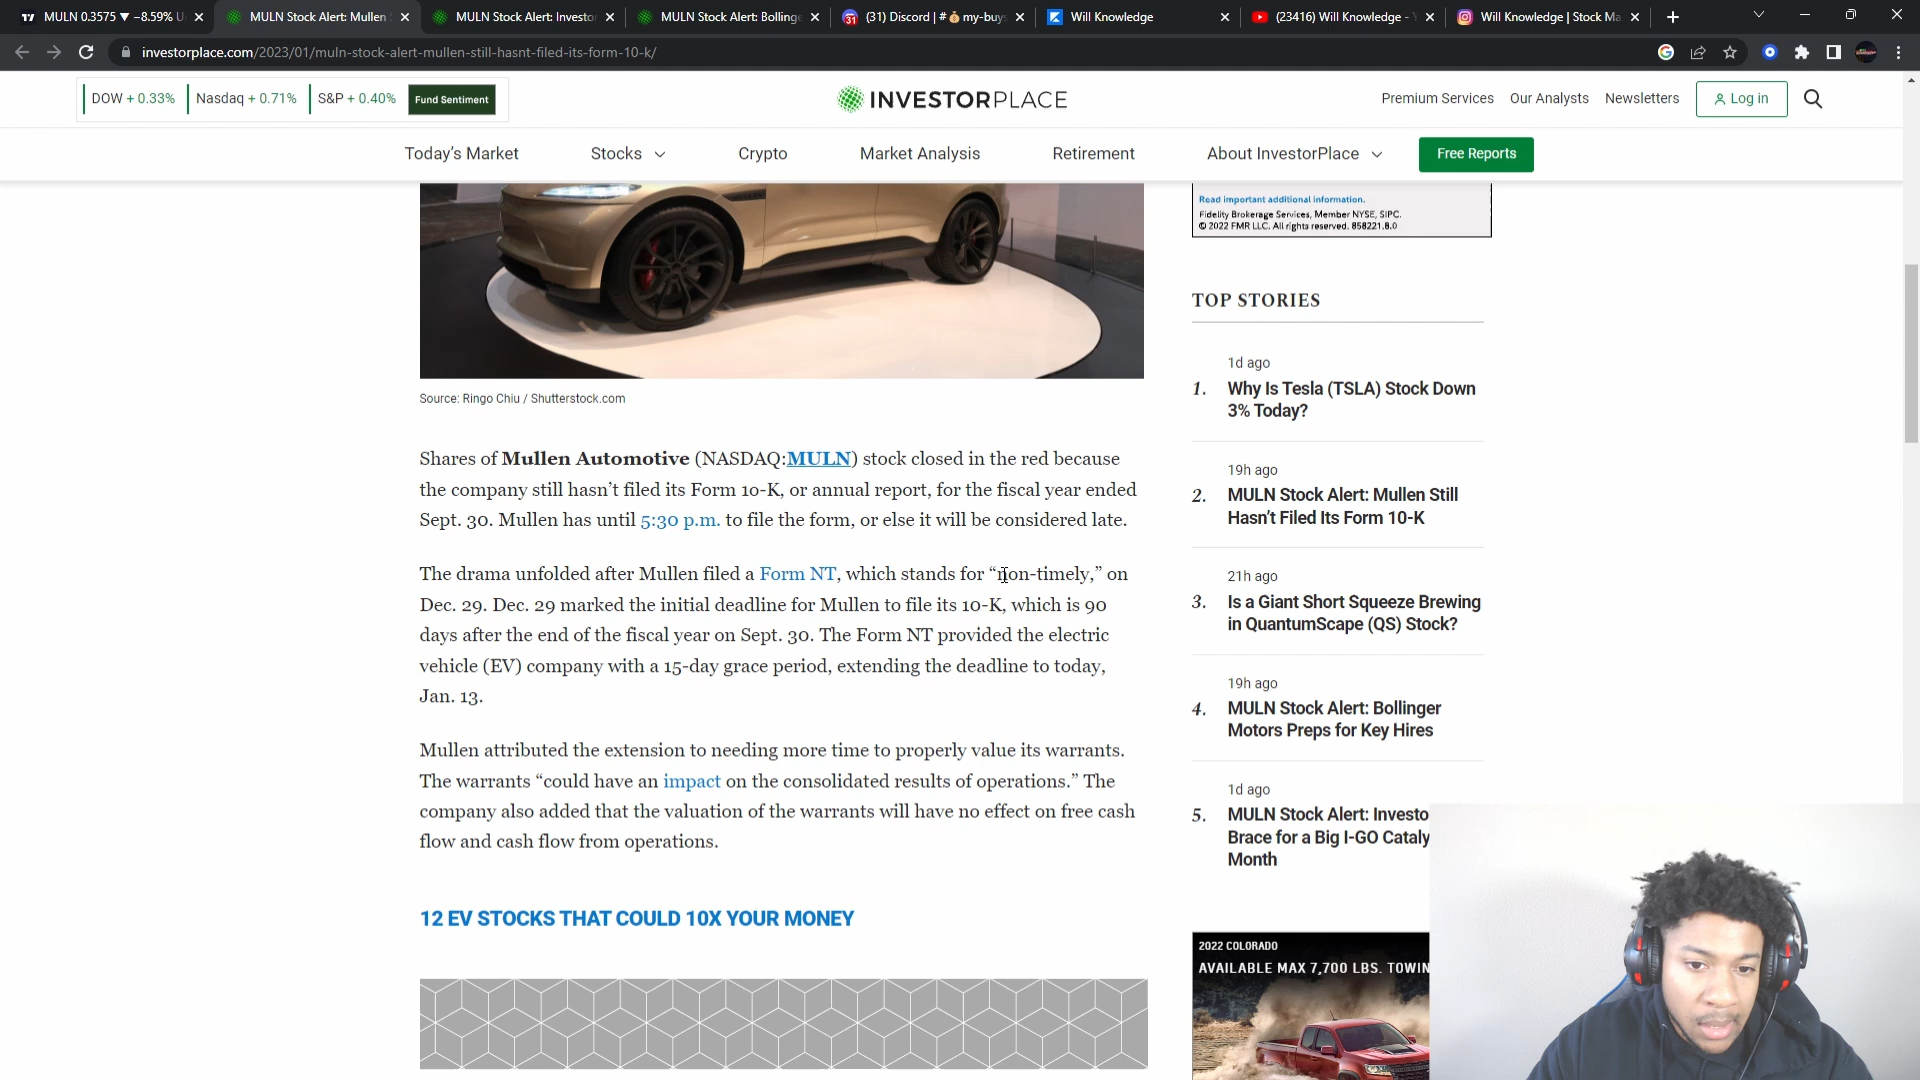 MULN 0.3575 ▼ −8.59% U
MULN Stock Alert: Mullen
MULN Stock Alert: Investor
MULN Stock Alert: Bollinge
(31) Discord | #💰my-buy
Will Knowledge
(23416) Will Knowledge -
Will Knowledge | Stock Ma
investorplace.com/2023/01/muln-stock-alert-mullen-still-hasnt-filed-its-form-10-k/
DOW + 0.33%
Nasdaq + 0.71%
S&P + 0.40%
Fund Sentiment
INVESTORPLACE
Premium Services
Our Analysts
Newsletters
Log in
Today's Market
Stocks
Crypto
Market Analysis
Retirement
About InvestorPlace
Free Reports
Source: Ringo Chiu / Shutterstock.com
Shares of Mullen Automotive (NASDAQ:MULN) stock closed in the red because
the company still hasn't filed its Form 10-K, or annual report, for the fiscal year ended
Sept. 30. Mullen has until 5:30 p.m. to file the form, or else it will be considered late.
The drama unfolded after Mullen filed a Form NT, which stands for “non-timely,” on
Dec. 29. Dec. 29 marked the initial deadline for Mullen to file its 10-K, which is 90
days after the end of the fiscal year on Sept. 30. The Form NT provided the electric
vehicle (EV) company with a 15-day grace period, extending the deadline to today,
Jan. 13.
Mullen attributed the extension to needing more time to properly value its warrants.
The warrants “could have an impact on the consolidated results of operations.” The
company also added that the valuation of the warrants will have no effect on free cash
flow and cash flow from operations.
12 EV STOCKS THAT COULD 10X YOUR MONEY
Read important additional information.
Fidelity Brokerage Services, Member NYSE, SIPC.
© 2022 FMR LLC. All rights reserved. 858221.8.0
TOP STORIES
1d ago
1. Why Is Tesla (TSLA) Stock Down
3% Today?
19h ago
2. MULN Stock Alert: Mullen Still
Hasn't Filed Its Form 10-K
21h ago
3. Is a Giant Short Squeeze Brewing
in QuantumScape (QS) Stock?
19h ago
4. MULN Stock Alert: Bollinger
Motors Preps for Key Hires
1d ago
5. MULN Stock Alert: Investo
Brace for a Big I-GO Cataly
Month
2022 COLORADO
AVAILABLE MAX 7,700 LBS. TOWIN